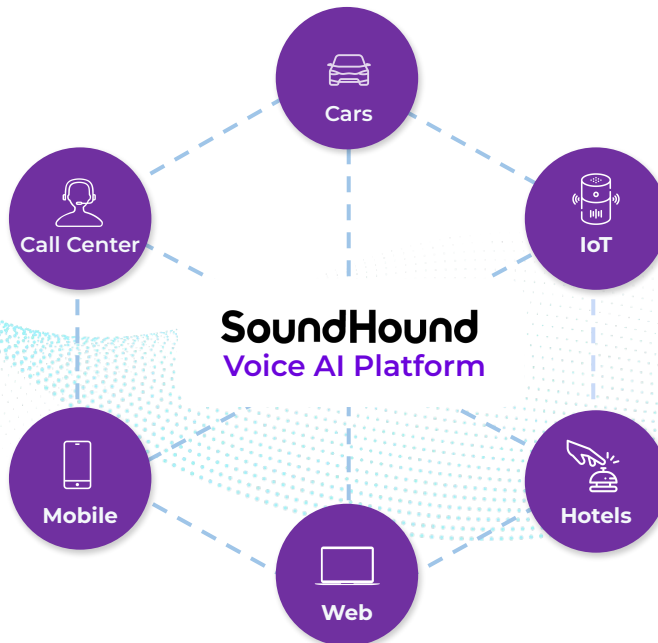 Cars
Call Center
IoT
SoundHound
Voice AI Platform
Mobile
Hotels
Web